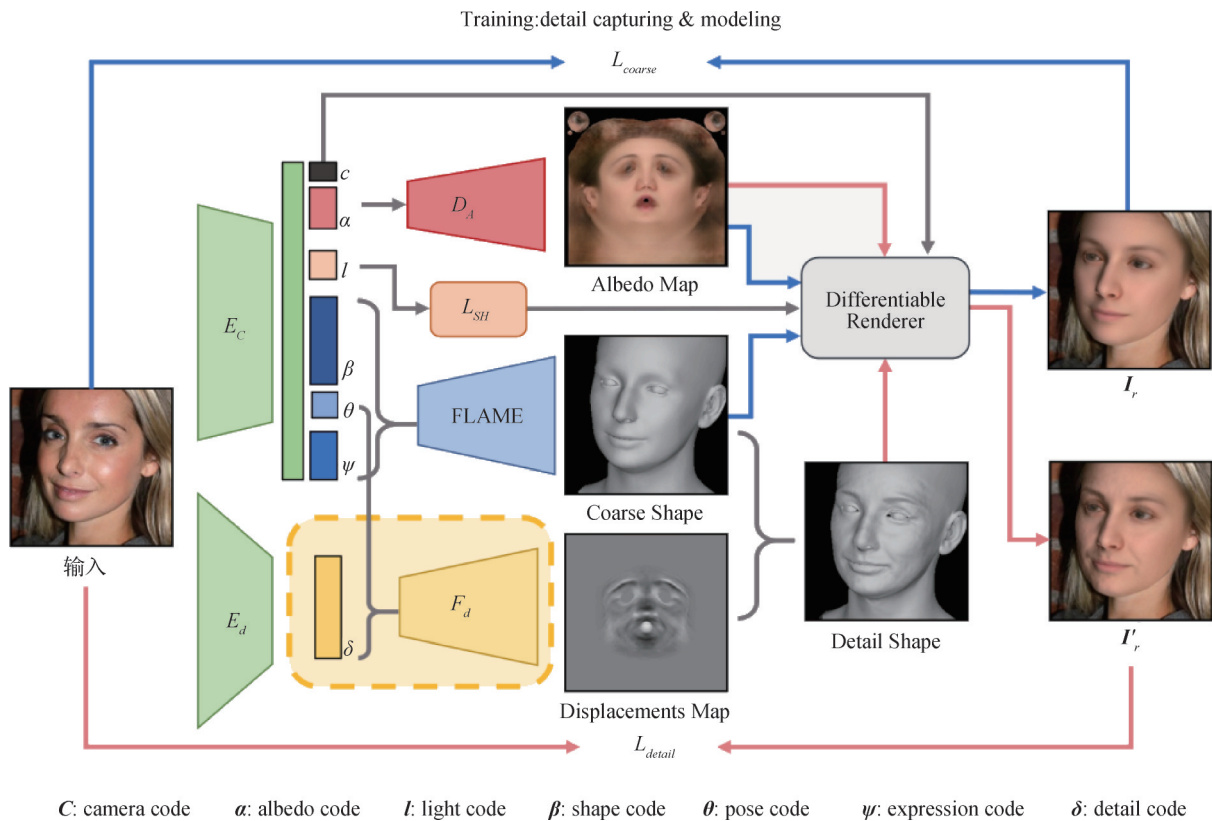 Training:detail capturing & modeling
L_coarse
c
α
D_A
Albedo Map
l
L_SH
Differentiable
Renderer
E_C
β
θ
ψ
FLAME
Coarse Shape
I_r
输入
E_d
δ
F_d
Displacements Map
Detail Shape
I'_r
L_detail
C: camera code α: albedo code l: light code β: shape code θ: pose code ψ: expression code δ: detail code